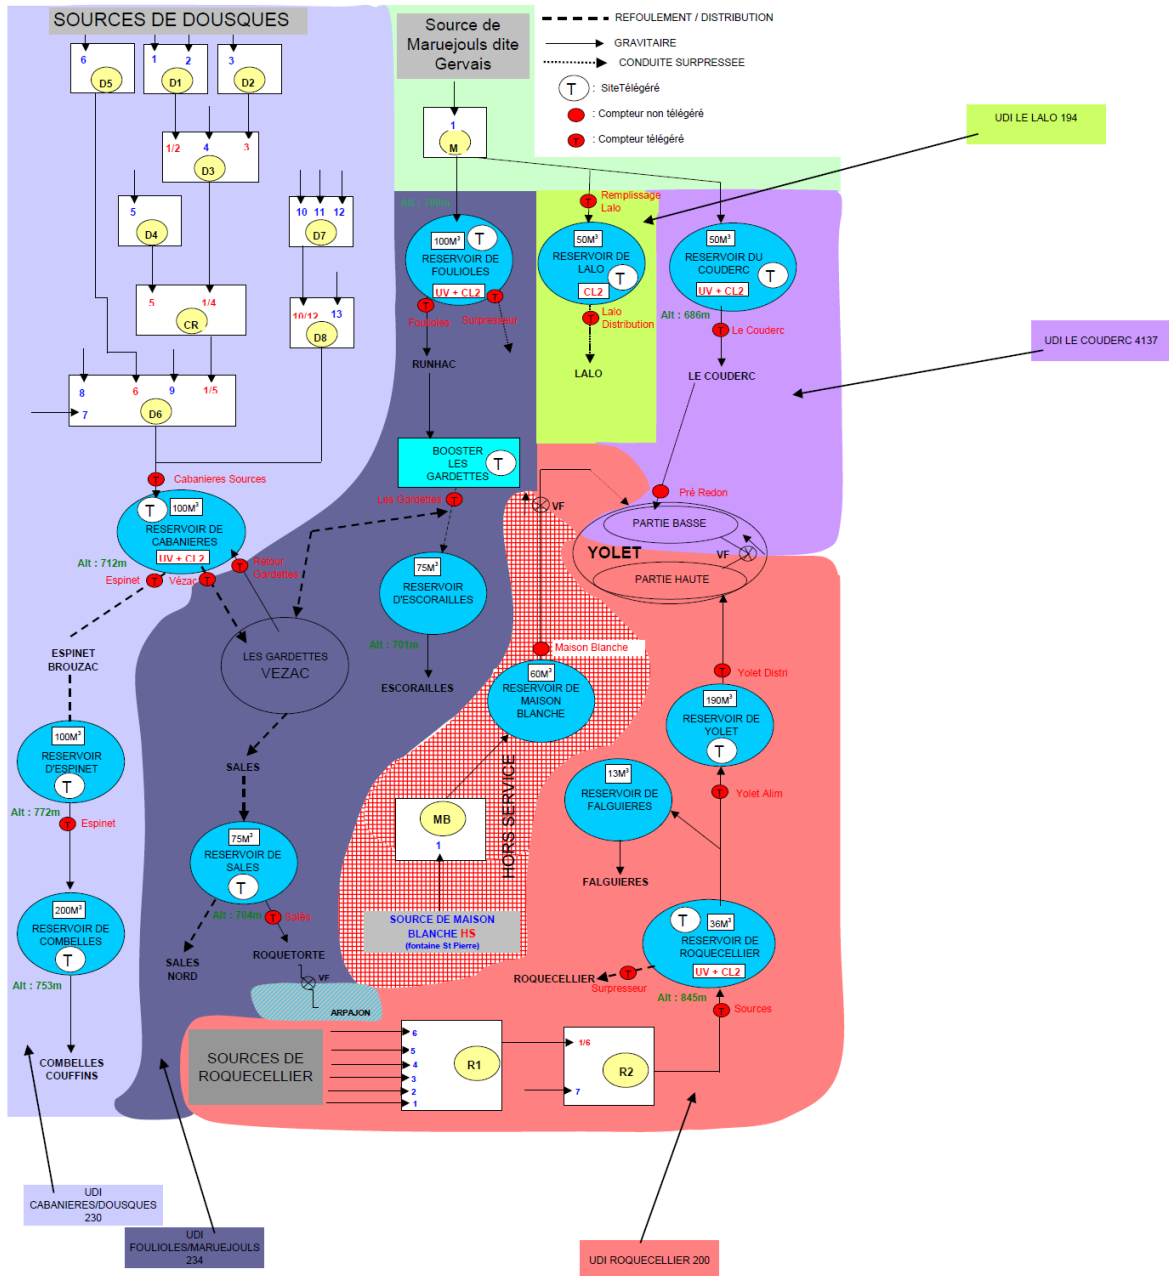 SOURCES DE DOUSQUES
Source de
Maruejouls dite
Gervais
REFOULEMENT / DISTRIBUTION
GRAVITAIRE
CONDUITE SURPRESSEE
T : SiteTélégéré
: Compteur non télégéré
T : Compteur télégéré
UDI LE LALO 194
6
D5
1 2
D1
3
D2
1
M
1/2 4 3
D3
5
D4
10 11 12
D7
5 1/4
CR
10/12 13
D8
8 6 9 1/5
7
D6
Remplissage
Lalo
100M³
T
RESERVOIR DE
FOULIOLES
UV + CL2
50M³
RESERVOIR DE
LALO
T
CL2
50M³
RESERVOIR DU
COUDERC
T
UV + CL2
Alt : 686m
Foulioles
Surpresseur
Lalo
Distribution
Le Couderc
UDI LE COUDERC 4137
RUNHAC
LALO
LE COUDERC
BOOSTER
LES
GARDETTES
T
Cabanieres Sources
Les Gardettes
VF
Pré Redon
T
100M³
RESERVOIR DE
CABANIERES
UV + CL2
Alt : 712m
Espinet
Vézac
Retour
Gardettes
PARTIE BASSE
YOLET
VF
PARTIE HAUTE
75M³
RESERVOIR
D'ESCORAILLES
Alt : 701m
ESCORAILLES
ESPINET
BROUZAC
LES GARDETTES
VEZAC
Maison Blanche
60M³
RESERVOIR DE
MAISON
BLANCHE
Yolet Distri
190M³
RESERVOIR DE
YOLET
T
100M³
RESERVOIR
D'ESPINET
T
Alt : 772m
Espinet
SALES
13M³
RESERVOIR DE
FALGUIERES
Yolet Alim
HORS SERVICE
MB
1
75M³
RESERVOIR DE
SALES
T
Alt : 764m
Salès
FALGUIERES
200M³
RESERVOIR DE
COMBELLES
T
Alt : 753m
SOURCE DE MAISON
BLANCHE HS
(fontaine St Pierre)
T
36M³
RESERVOIR DE
ROQUECELLIER
UV + CL2
Alt : 845m
SALES
NORD
ROQUETORTE
VF
ARPAJON
ROQUECELLIER
Surpresseur
Sources
COMBELLES
COUFFINS
SOURCES DE
ROQUECELLIER
6
5
4
3
2
1
R1
1/6
7
R2
UDI
CABANIERES/DOUSQUES
230
UDI
FOULIOLES/MARUEJOULS
234
UDI ROQUECELLIER 200